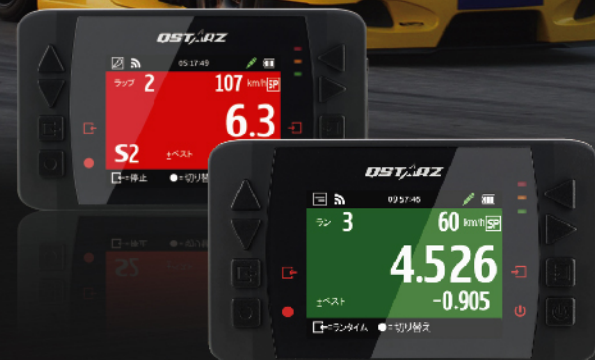 QSTARZ
05:17:49
ラップ 2 107 km/h SP
6.3
S2 ±ベスト
=停止 ●=切り替
QSTARZ
09:57:46
ラン 3 60 km/h SP
4.526
±ベスト -0.905
=ランタイム ●=切り替え